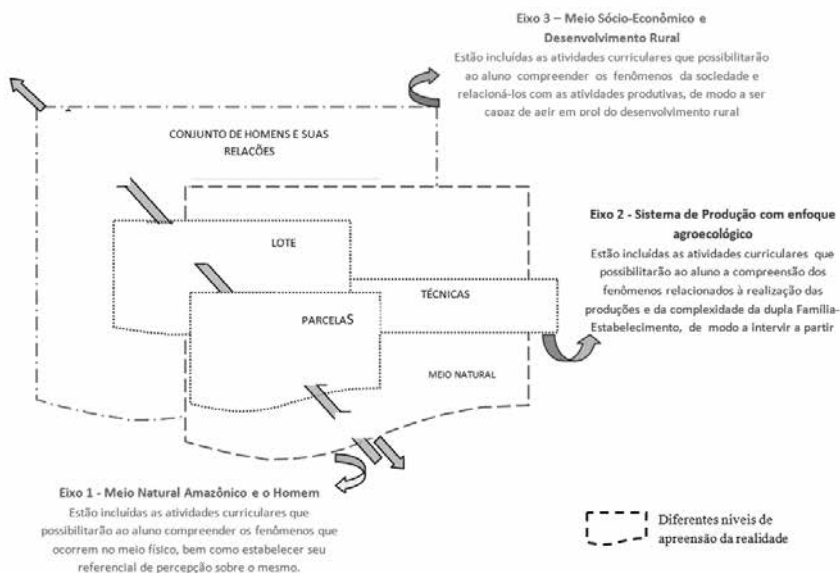 Eixo 3 – Meio Sócio-Econômico e
Desenvolvimento Rural
Estão incluídas as atividades curriculares que possibilitarão
ao aluno compreender os fenômenos da sociedade e
relacioná-los com as atividades produtivas, de modo a ser
capaz de agir em prol do desenvolvimento rural
CONJUNTO DE HOMENS E SUAS
RELAÇÕES
LOTE
TÉCNICAS
PARCELAS
MEIO NATURAL
Eixo 2 - Sistema de Produção com enfoque
agroecológico
Estão incluídas as atividades curriculares que
possibilitarão ao aluno a compreensão dos
fenômenos relacionados à realização das
produções e da complexidade da dupla Família-
Estabelecimento, de modo a intervir a partir
Eixo 1 - Meio Natural Amazônico e o Homem
Estão incluídas as atividades curriculares que
possibilitarão ao aluno compreender os fenômenos que
ocorrem no meio físico, bem como estabelecer seu
referencial de percepção sobre o mesmo.
Diferentes níveis de
apreensão da realidade